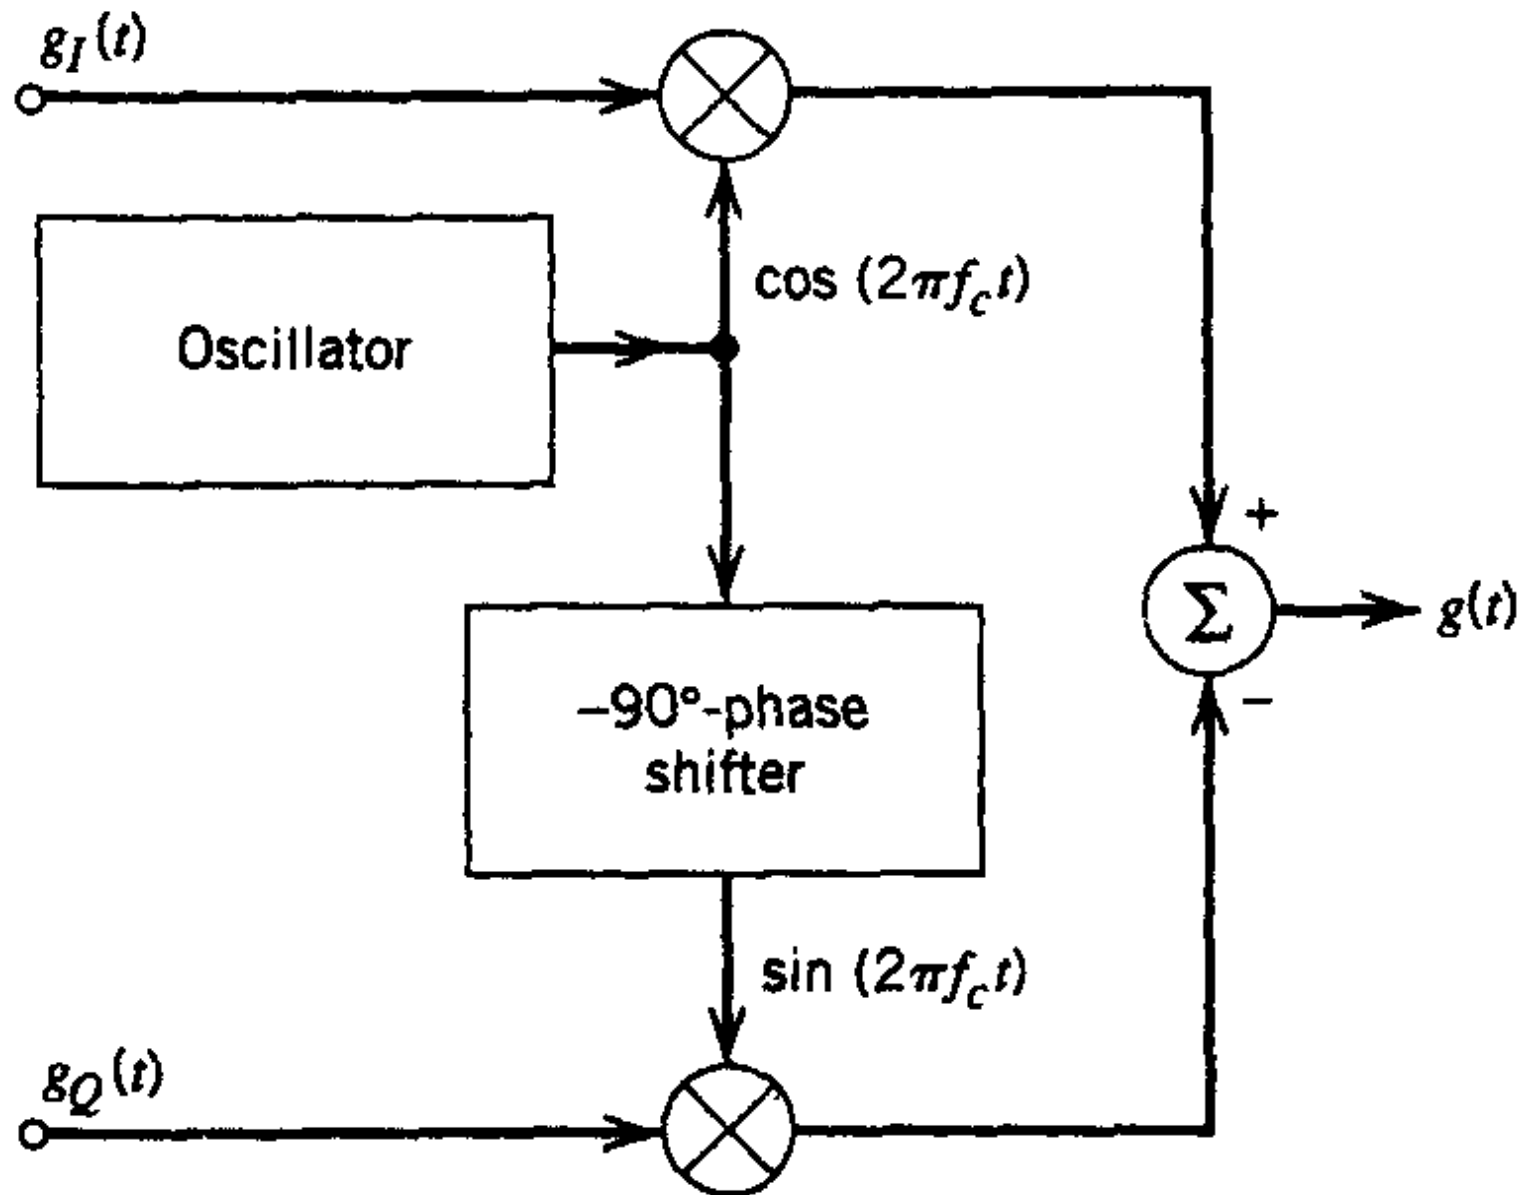 g_I(t)
cos (2πf_c t)
Oscillator
+
Σ
g(t)
−
−90°-phase
shifter
sin (2πf_c t)
g_Q(t)